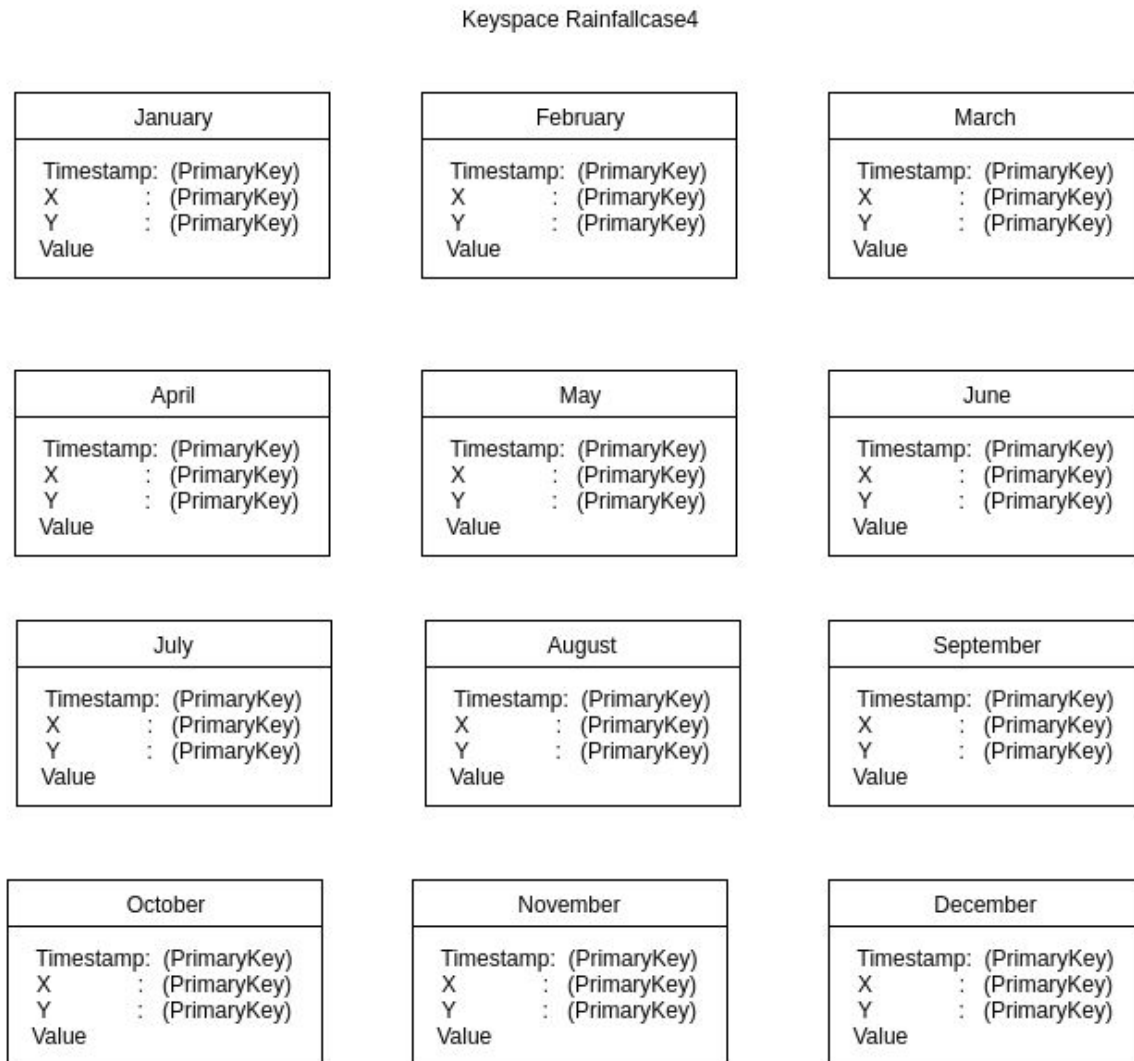 Keyspace Rainfallcase4
January
Timestamp: (PrimaryKey)
X : (PrimaryKey)
Y : (PrimaryKey)
Value
February
Timestamp: (PrimaryKey)
X : (PrimaryKey)
Y : (PrimaryKey)
Value
March
Timestamp: (PrimaryKey)
X : (PrimaryKey)
Y : (PrimaryKey)
Value
April
Timestamp: (PrimaryKey)
X : (PrimaryKey)
Y : (PrimaryKey)
Value
May
Timestamp: (PrimaryKey)
X : (PrimaryKey)
Y : (PrimaryKey)
Value
June
Timestamp: (PrimaryKey)
X : (PrimaryKey)
Y : (PrimaryKey)
Value
July
Timestamp: (PrimaryKey)
X : (PrimaryKey)
Y : (PrimaryKey)
Value
August
Timestamp: (PrimaryKey)
X : (PrimaryKey)
Y : (PrimaryKey)
Value
September
Timestamp: (PrimaryKey)
X : (PrimaryKey)
Y : (PrimaryKey)
Value
October
Timestamp: (PrimaryKey)
X : (PrimaryKey)
Y : (PrimaryKey)
Value
November
Timestamp: (PrimaryKey)
X : (PrimaryKey)
Y : (PrimaryKey)
Value
December
Timestamp: (PrimaryKey)
X : (PrimaryKey)
Y : (PrimaryKey)
Value